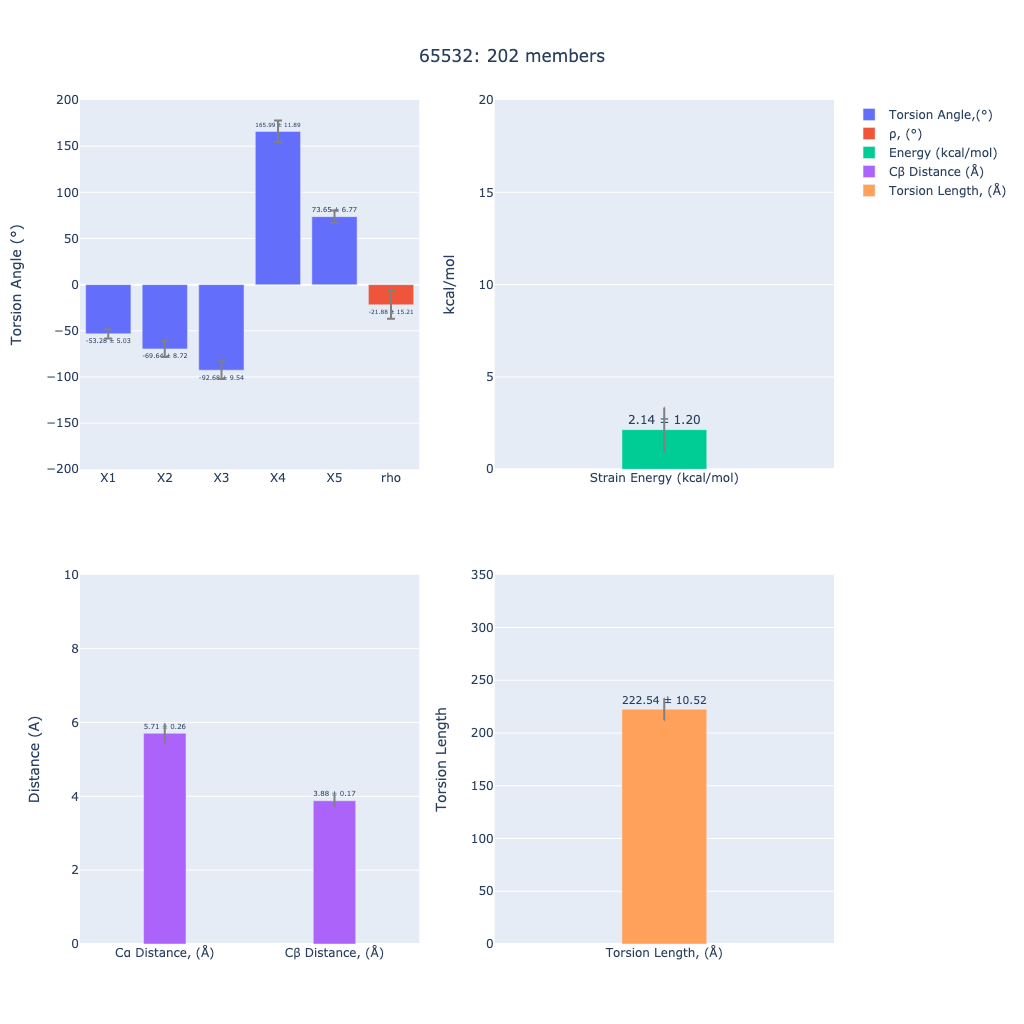 65532: 202 members
200
150
100
50
0
−50
−100
−150
−200
Torsion Angle (°)
165.99 ± 11.89
73.65 ± 6.77
-21.88 ± 15.21
-53.28 ± 5.03
-69.64 ± 8.72
-92.68 ± 9.54
X1 X2 X3 X4 X5 rho
20
15
10
5
0
kcal/mol
2.14 ± 1.20
Strain Energy (kcal/mol)
Torsion Angle,(°)
ρ, (°)
Energy (kcal/mol)
Cβ Distance (Å)
Torsion Length, (Å)
10
8
6
4
2
0
Distance (A)
5.71 ± 0.26
3.88 ± 0.17
Cα Distance, (Å) Cβ Distance, (Å)
350
300
250
200
150
100
50
0
Torsion Length
222.54 ± 10.52
Torsion Length, (Å)